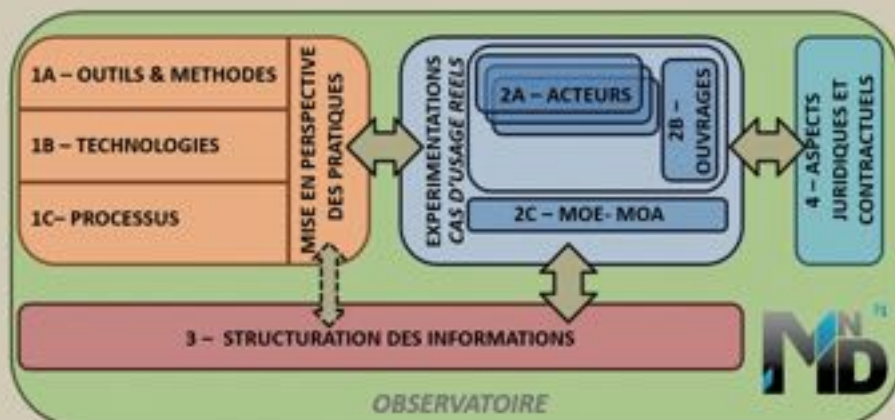 1A – OUTILS & METHODES
1B – TECHNOLOGIES
1C– PROCESSUS
MISE EN PERSPECTIVE
DES PRATIQUES
EXPERIMENTATIONS
CAS D'USAGE REELS
2A – ACTEURS
2B –
OUVRAGES
2C – MOE- MOA
4 – ASPECTS
JURIDIQUES ET
CONTRACTUELS
3 – STRUCTURATION DES INFORMATIONS
MND
OBSERVATOIRE